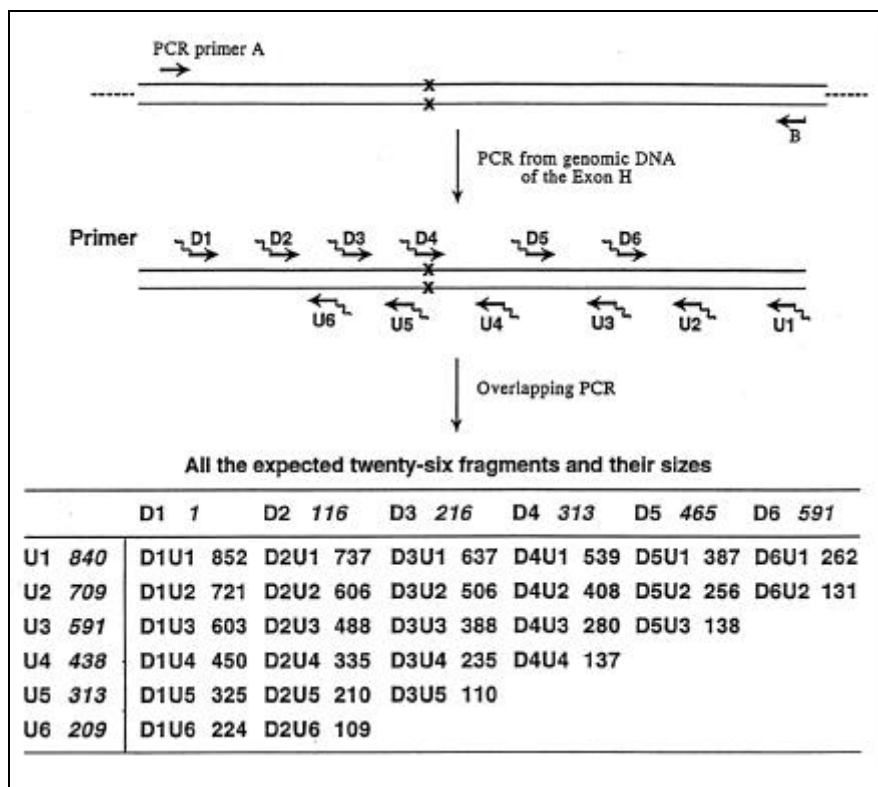 PCR primer A
B
PCR from genomic DNA
of the Exon H
Primer D1 D2 D3 D4 D5 D6
U6 U5 U4 U3 U2 U1
Overlapping PCR
All the expected twenty-six fragments and their sizes
D1 1 D2 116 D3 216 D4 313 D5 465 D6 591
U1 840 D1U1 852 D2U1 737 D3U1 637 D4U1 539 D5U1 387 D6U1 262
U2 709 D1U2 721 D2U2 606 D3U2 506 D4U2 408 D5U2 256 D6U2 131
U3 591 D1U3 603 D2U3 488 D3U3 388 D4U3 280 D5U3 138
U4 438 D1U4 450 D2U4 335 D3U4 235 D4U4 137
U5 313 D1U5 325 D2U5 210 D3U5 110
U6 209 D1U6 224 D2U6 109